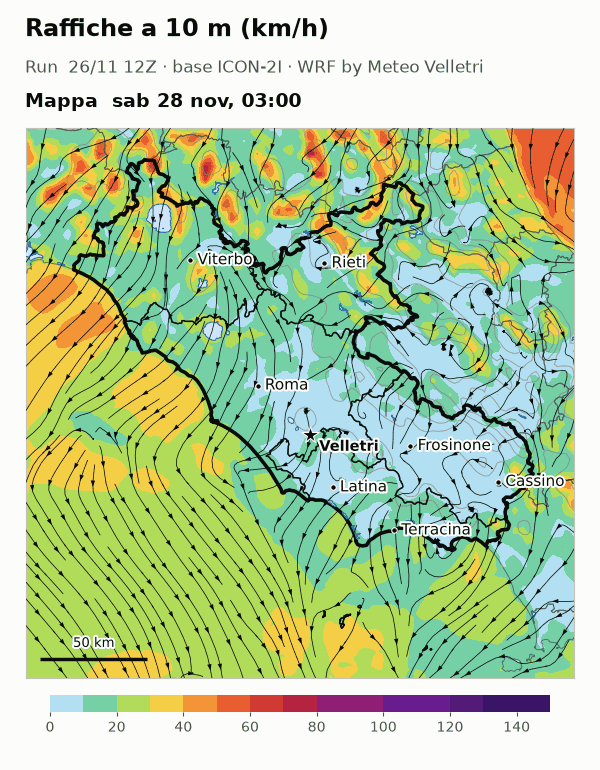 Raffiche a 10 m (km/h)
Run  26/11 12Z · base ICON-2I · WRF by Meteo Velletri
Mappa  sab 28 nov, 03:00
Viterbo
Rieti
Roma
Velletri
Frosinone
Cassino
Latina
Terracina
50 km
0 20 40 60 80 100 120 140